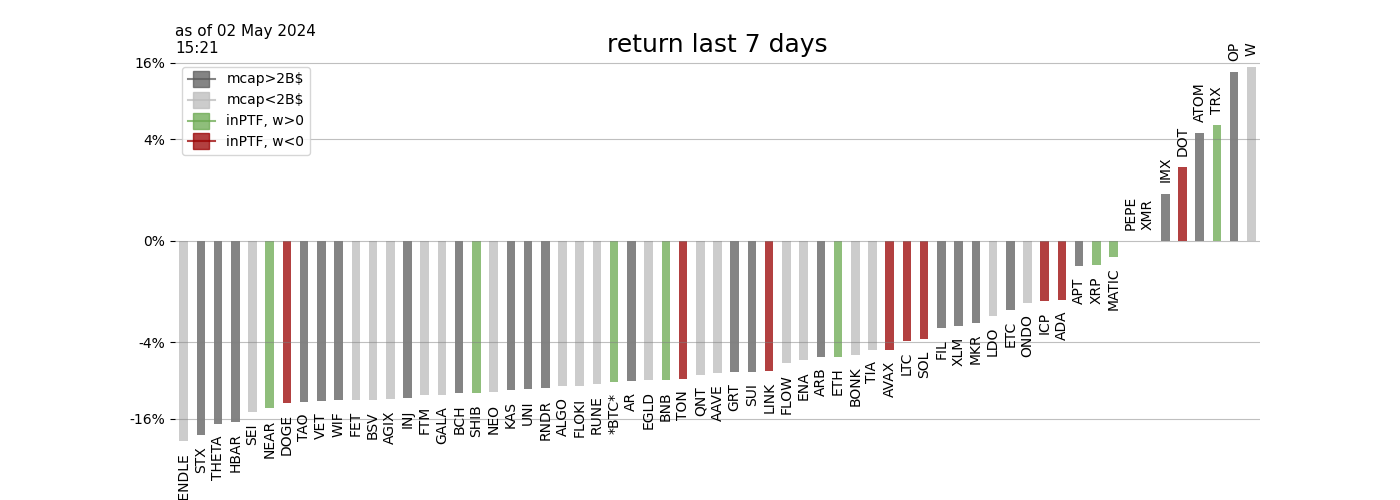 as of 02 May 2024
15:21
return last 7 days
mcap>2B$
mcap<2B$
inPTF, w>0
inPTF, w<0
16%
4%
0%
-4%
-16%
ENDLE
STX
THETA
HBAR
SEI
NEAR
DOGE
TAO
VET
WIF
FET
BSV
AGIX
INJ
FTM
GALA
BCH
SHIB
NEO
KAS
UNI
RNDR
ALGO
FLOKI
RUNE
*BTC*
AR
EGLD
BNB
TON
QNT
AAVE
GRT
SUI
LINK
FLOW
ENA
ARB
ETH
BONK
TIA
AVAX
LTC
SOL
FIL
XLM
MKR
LDO
ETC
ONDO
ICP
ADA
APT
XRP
MATIC
PEPE
XMR
IMX
DOT
ATOM
TRX
OP
W